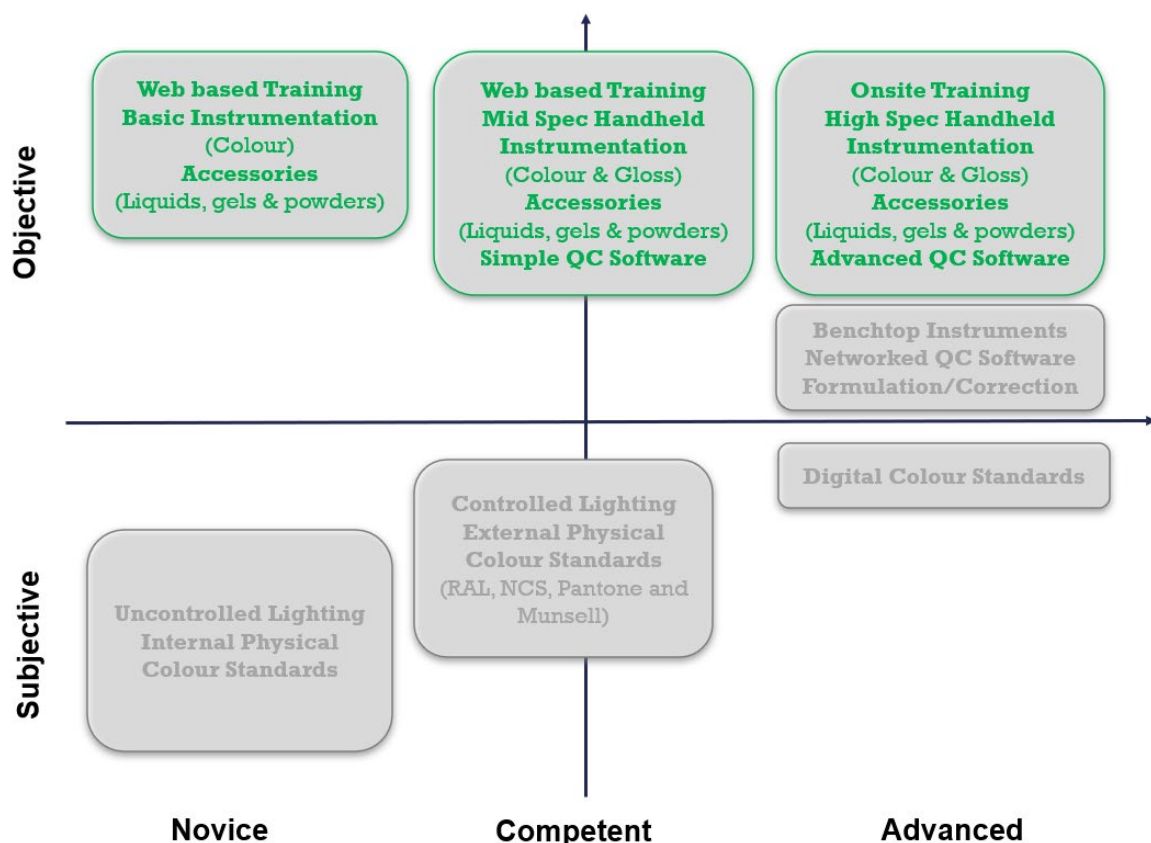 Objective
Web based Training
Basic Instrumentation
(Colour)
Accessories
(Liquids, gels & powders)
Web based Training
Mid Spec Handheld
Instrumentation
(Colour & Gloss)
Accessories
(Liquids, gels & powders)
Simple QC Software
Onsite Training
High Spec Handheld
Instrumentation
(Colour & Gloss)
Accessories
(Liquids, gels & powders)
Advanced QC Software
Benchtop Instruments
Networked QC Software
Formulation/Correction
Subjective
Uncontrolled Lighting
Internal Physical
Colour Standards
Controlled Lighting
External Physical
Colour Standards
(RAL, NCS, Pantone and
Munsell)
Digital Colour Standards
Novice
Competent
Advanced